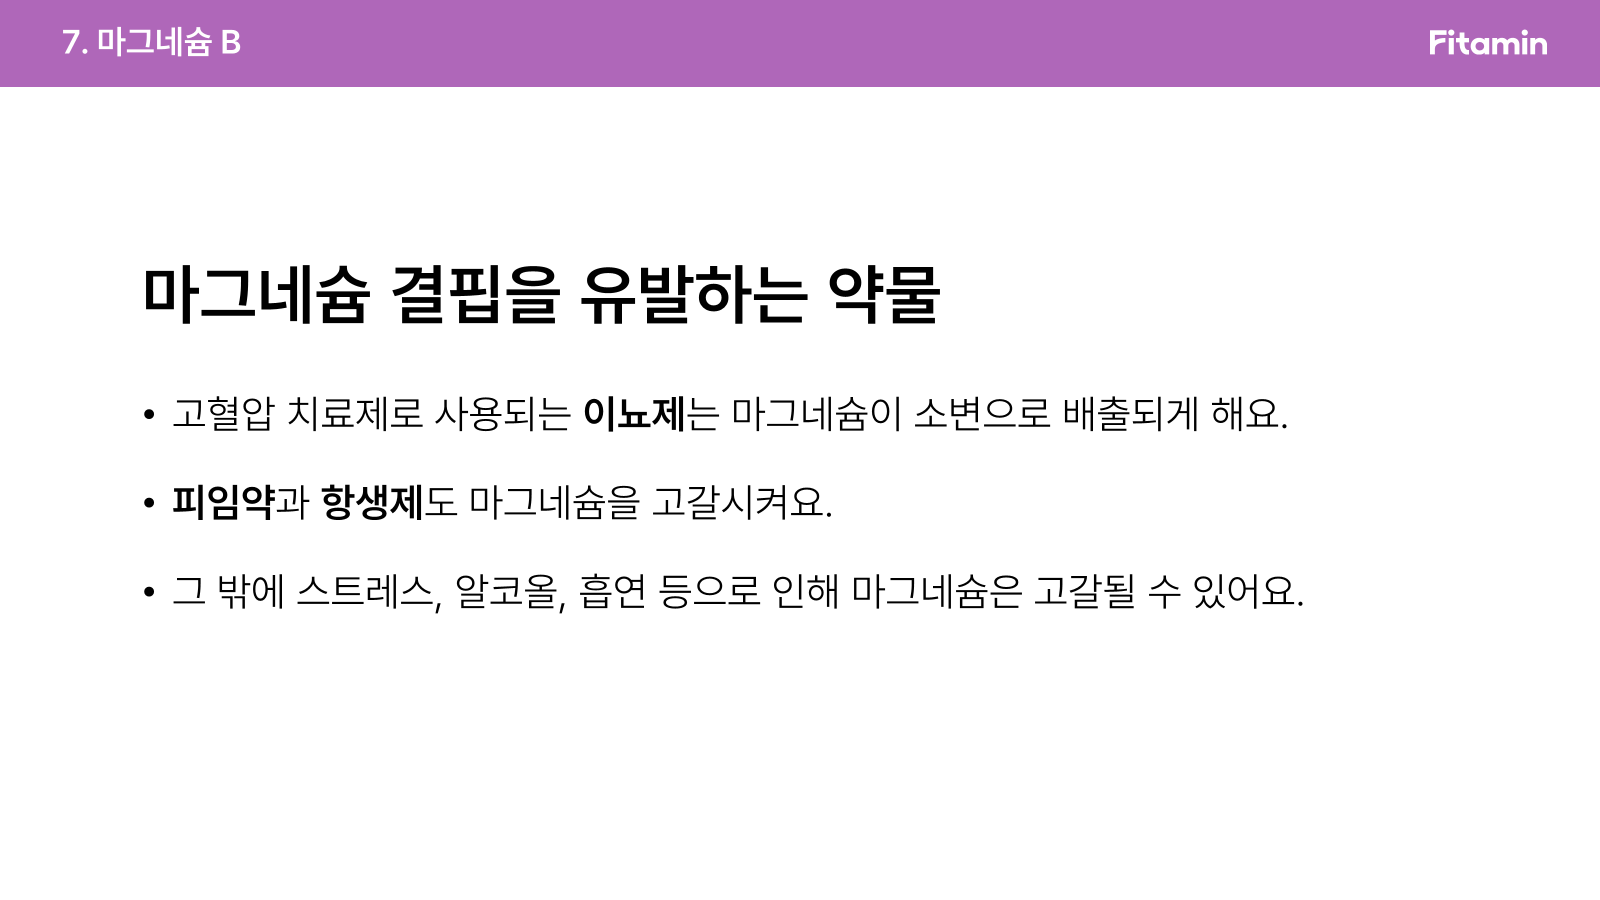 7. 마그네슘 B
Fitamin
마그네슘 결핍을 유발하는 약물
• 고혈압 치료제로 사용되는 이뇨제는 마그네슘이 소변으로 배출되게 해요.
• 피임약과 항생제도 마그네슘을 고갈시켜요.
• 그 밖에 스트레스, 알코올, 흡연 등으로 인해 마그네슘은 고갈될 수 있어요.